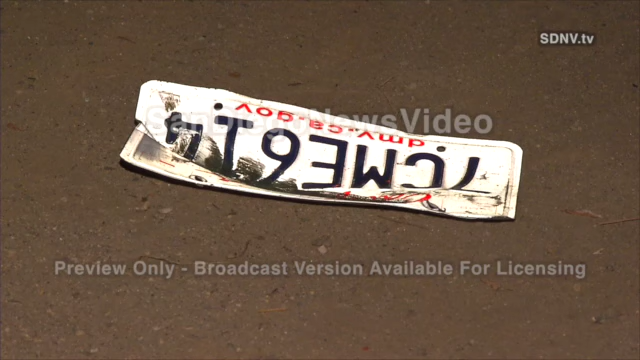 SDNV.tv
SanDiegoNewsVideo
dmv.ca.gov
7CME614
Preview Only - Broadcast Version Available For Licensing